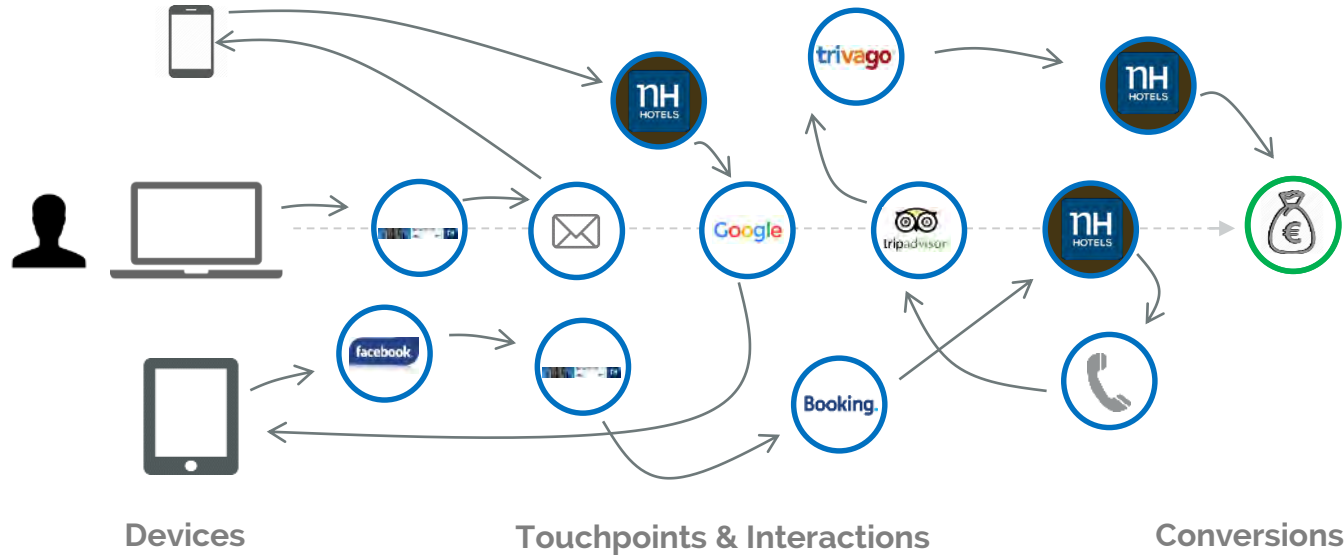 trivago
NH
HOTELS
NH
HOTELS
Google
tripadvisor
NH
HOTELS
€
facebook
Booking.
Devices
Touchpoints & Interactions
Conversions